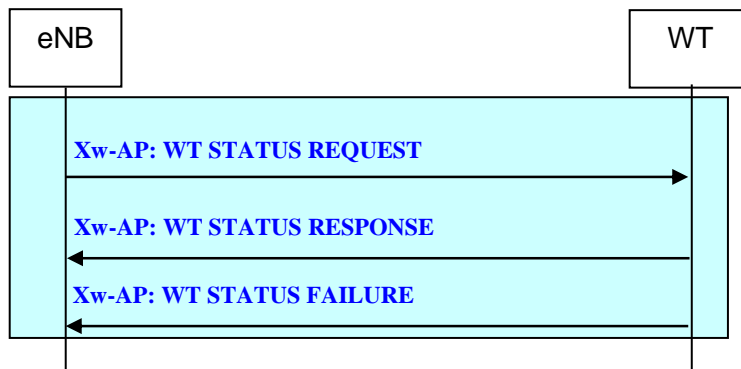 eNB
WT
Xw-AP: WT STATUS REQUEST
Xw-AP: WT STATUS RESPONSE
Xw-AP: WT STATUS FAILURE